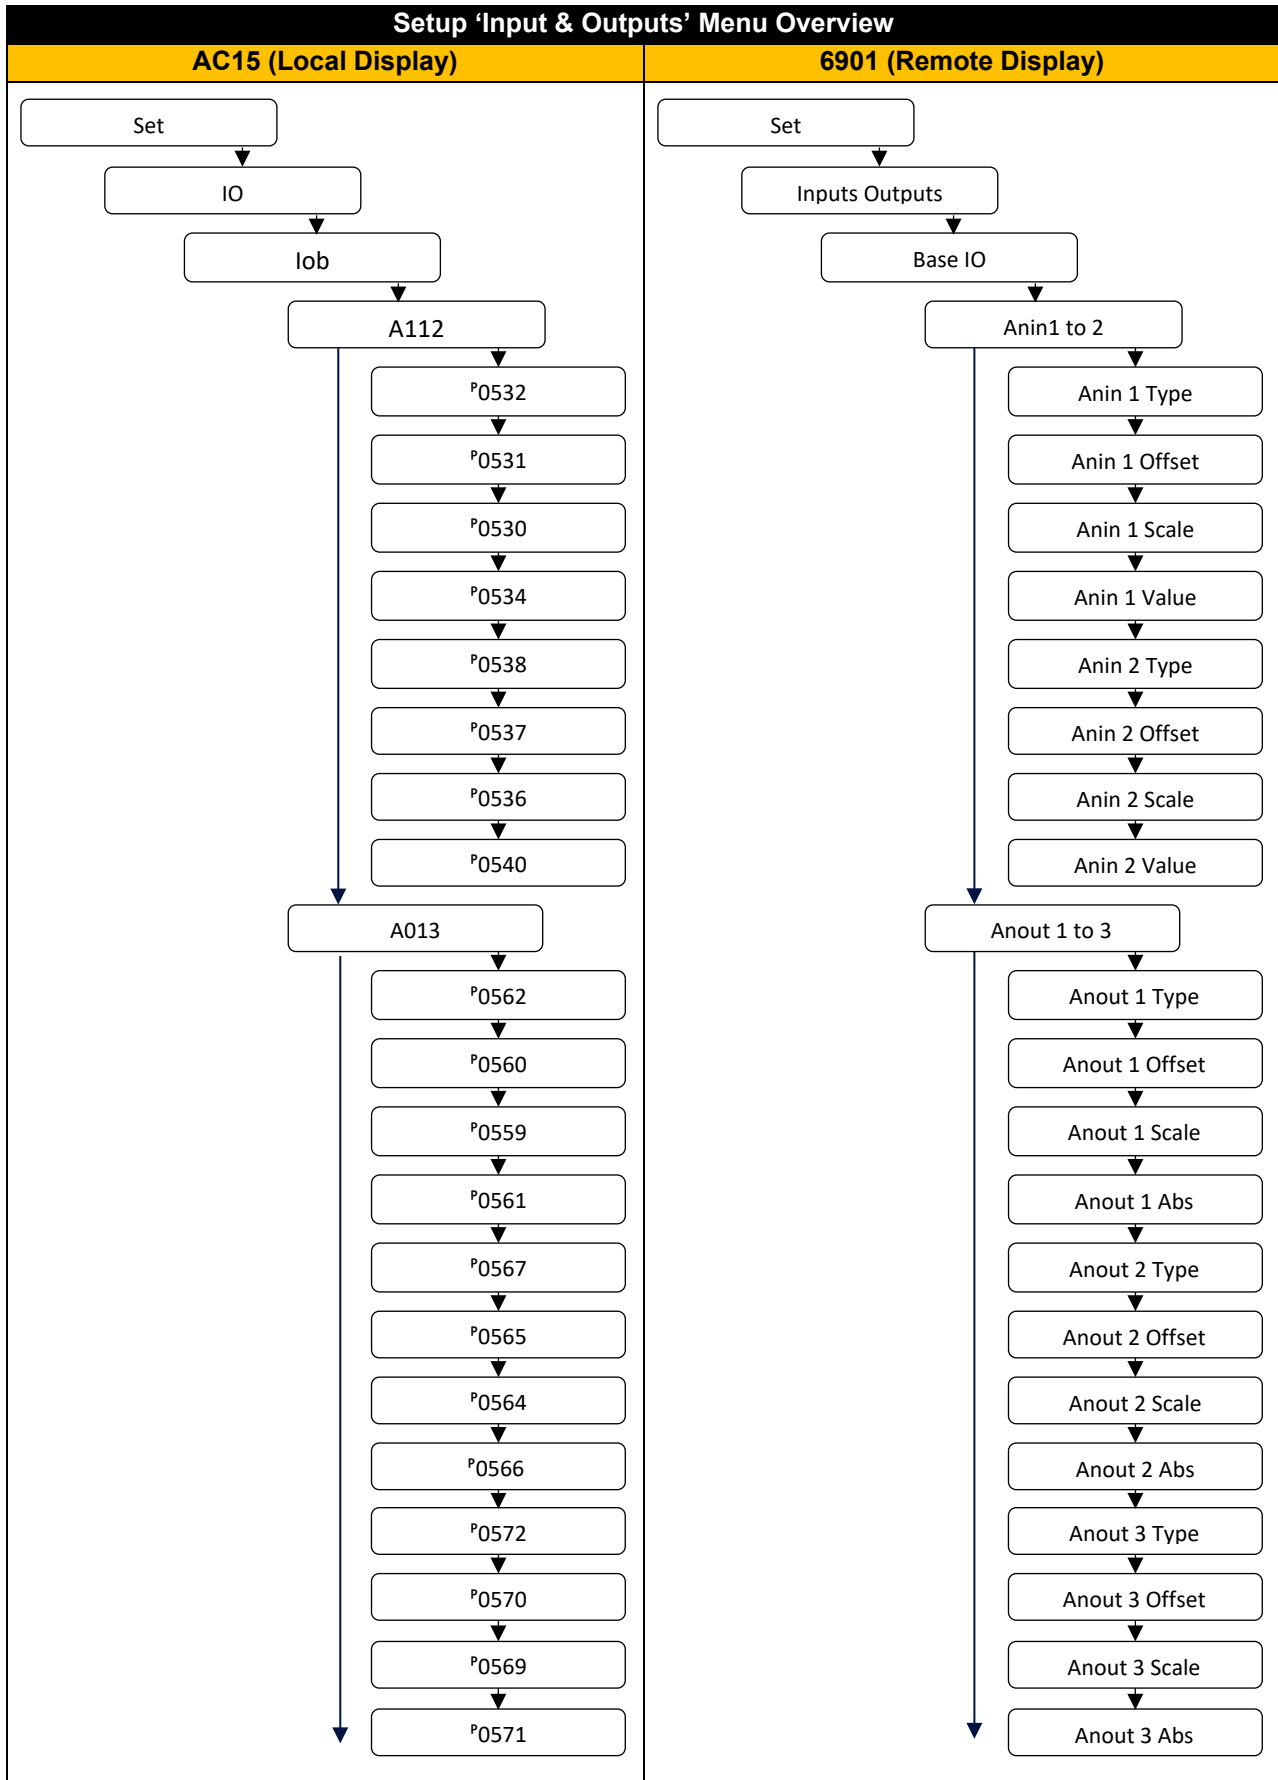 Setup ‘Input & Outputs’ Menu Overview
AC15 (Local Display)
6901 (Remote Display)
Set
IO
Iob
A112
ᴾ0532
ᴾ0531
ᴾ0530
ᴾ0534
ᴾ0538
ᴾ0537
ᴾ0536
ᴾ0540
A013
ᴾ0562
ᴾ0560
ᴾ0559
ᴾ0561
ᴾ0567
ᴾ0565
ᴾ0564
ᴾ0566
ᴾ0572
ᴾ0570
ᴾ0569
ᴾ0571
Set
Inputs Outputs
Base IO
Anin1 to 2
Anin 1 Type
Anin 1 Offset
Anin 1 Scale
Anin 1 Value
Anin 2 Type
Anin 2 Offset
Anin 2 Scale
Anin 2 Value
Anout 1 to 3
Anout 1 Type
Anout 1 Offset
Anout 1 Scale
Anout 1 Abs
Anout 2 Type
Anout 2 Offset
Anout 2 Scale
Anout 2 Abs
Anout 3 Type
Anout 3 Offset
Anout 3 Scale
Anout 3 Abs